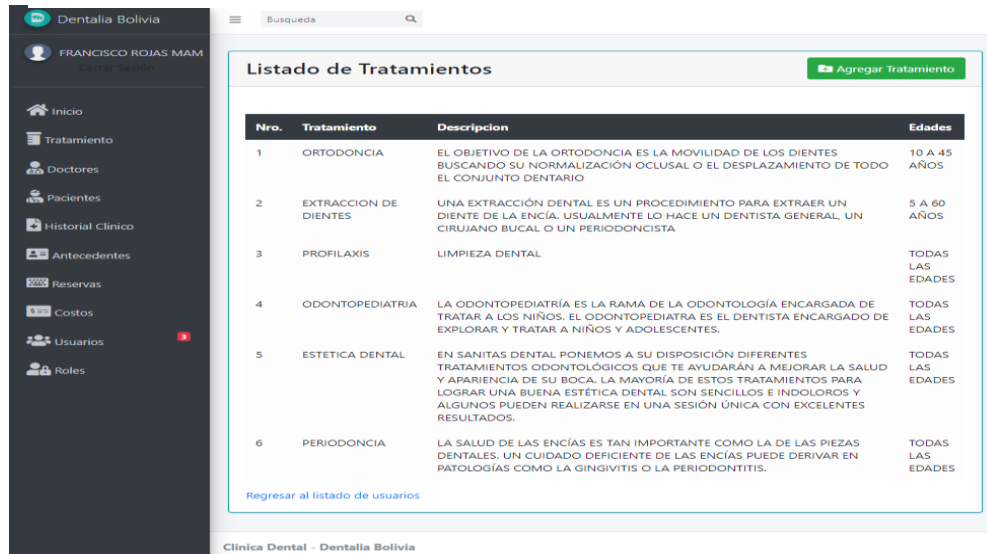 Dentalia Bolivia
Busqueda
FRANCISCO ROJAS MAM
Cerrar Sesión
Inicio
Tratamiento
Doctores
Pacientes
Historial Clinico
Antecedentes
Reservas
Costos
Usuarios 3
Roles
Listado de Tratamientos
Agregar Tratamiento
Nro. Tratamiento Descripcion Edades
1 ORTODONCIA EL OBJETIVO DE LA ORTODONCIA ES LA MOVILIDAD DE LOS DIENTES 10 A 45
BUSCANDO SU NORMALIZACIÓN OCLUSAL O EL DESPLAZAMIENTO DE TODO AÑOS
EL CONJUNTO DENTARIO
2 EXTRACCION DE UNA EXTRACCIÓN DENTAL ES UN PROCEDIMIENTO PARA EXTRAER UN 5 A 60
DIENTES DIENTE DE LA ENCÍA. USUALMENTE LO HACE UN DENTISTA GENERAL, UN AÑOS
CIRUJANO BUCAL O UN PERIODONCISTA
3 PROFILAXIS LIMPIEZA DENTAL TODAS
LAS
EDADES
4 ODONTOPEDIATRIA LA ODONTOPEDIATRÍA ES LA RAMA DE LA ODONTOLOGÍA ENCARGADA DE TODAS
TRATAR A LOS NIÑOS. EL ODONTOPEDIATRA ES EL DENTISTA ENCARGADO DE LAS
EXPLORAR Y TRATAR A NIÑOS Y ADOLESCENTES. EDADES
5 ESTETICA DENTAL EN SANITAS DENTAL PONEMOS A SU DISPOSICIÓN DIFERENTES TODAS
TRATAMIENTOS ODONTOLÓGICOS QUE TE AYUDARÁN A MEJORAR LA SALUD LAS
Y APARIENCIA DE SU BOCA. LA MAYORÍA DE ESTOS TRATAMIENTOS PARA EDADES
LOGRAR UNA BUENA ESTÉTICA DENTAL SON SENCILLOS E INDOLOROS Y
ALGUNOS PUEDEN REALIZARSE EN UNA SESIÓN ÚNICA CON EXCELENTES
RESULTADOS.
6 PERIODONCIA LA SALUD DE LAS ENCÍAS ES TAN IMPORTANTE COMO LA DE LAS PIEZAS TODAS
DENTALES. UN CUIDADO DEFICIENTE DE LAS ENCÍAS PUEDE DERIVAR EN LAS
PATOLOGÍAS COMO LA GINGIVITIS O LA PERIODONTITIS. EDADES
Regresar al listado de usuarios
Clinica Dental - Dentalia Bolivia